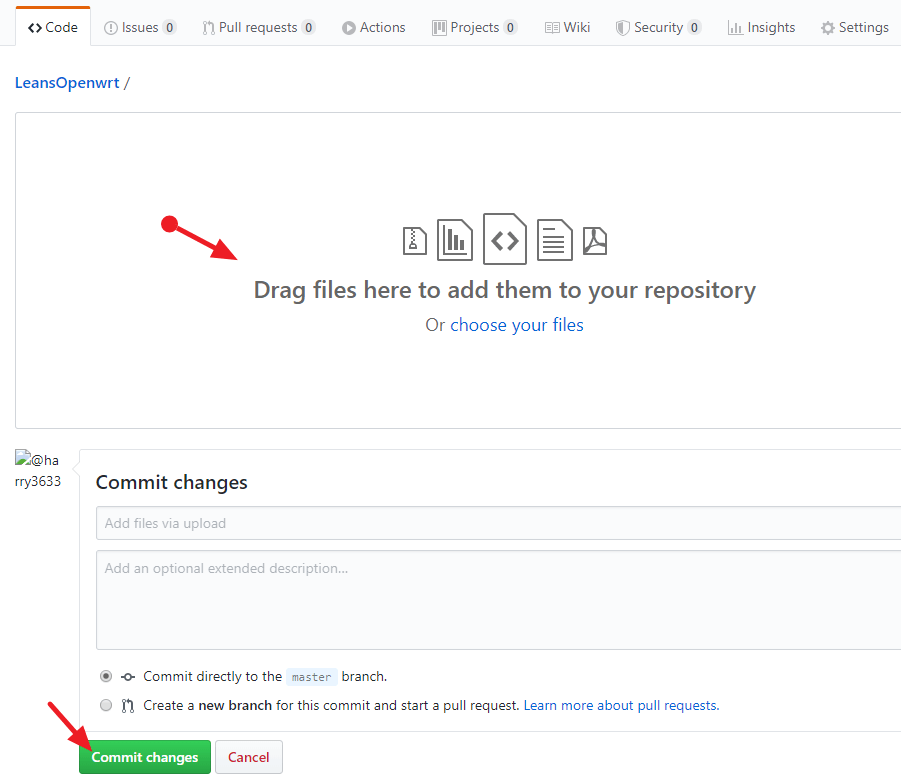 Code Issues 0 Pull requests 0 Actions Projects 0 Wiki Security 0 Insights Settings
LeansOpenwrt /
Drag files here to add them to your repository
Or choose your files
@ha
rry3633
Commit changes
Add files via upload
Add an optional extended description...
Commit directly to the master branch.
Create a new branch for this commit and start a pull request. Learn more about pull requests.
Commit changes Cancel